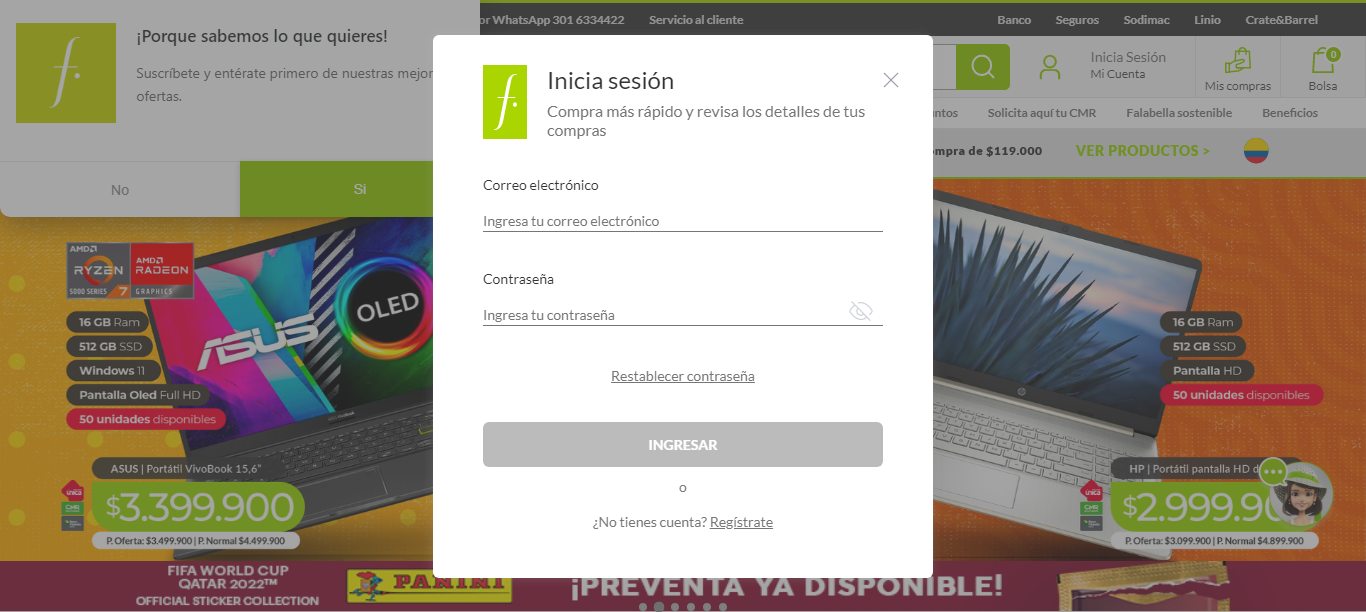 or WhatsApp 301 6334422
Servicio al cliente
Banco
Seguros
Sodimac
Linio
Crate&Barrel
¡Porque sabemos lo que quieres!
Suscríbete y entérate primero de nuestras mejor
ofertas.
No
Si
Inicia Sesión
Mi Cuenta
Mis compras
0
Bolsa
Solicita aquí tu CMR
Falabella sostenible
Beneficios
mpra de $119.000
VER PRODUCTOS >
f.
Inicia sesión
Compra más rápido y revisa los detalles de tus
compras
Correo electrónico
Ingresa tu correo electrónico
Contraseña
Ingresa tu contraseña
Restablecer contraseña
INGRESAR
o
¿No tienes cuenta? Regístrate
AMD
RYZEN
5000 SERIES 7
AMD
RADEON
GRAPHICS
16 GB Ram
512 GB SSD
Windows 11
Pantalla Oled Full HD
50 unidades disponibles
ASUS
OLED
ASUS | Portátil VivoBook 15,6"
única
CMR
$3.399.900
P. Oferta: $3.499.900 | P. Normal $4.499.900
16 GB Ram
512 GB SSD
Pantalla HD
50 unidades disponibles
HP | Portátil pantalla HD d
única
CMR
$2.999.90
P. Oferta: $3.099.900 | P. Normal $4.899.900
FIFA WORLD CUP
QATAR 2022™
OFFICIAL STICKER COLLECTION
PANINI
¡PREVENTA YA DISPONIBLE!